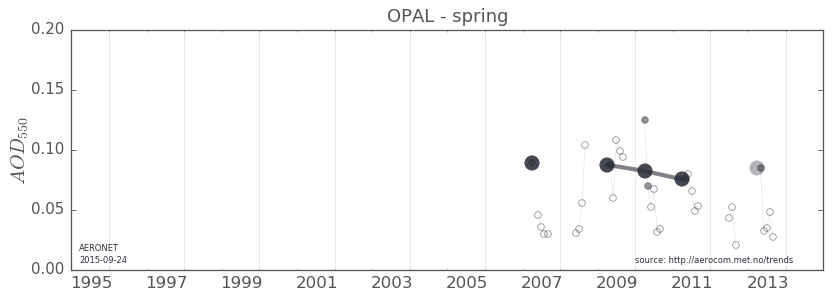 OPAL - spring
0.20
0.15
0.10
0.05
0.00
AOD550
AERONET
2015-09-24
source: http://aerocom.met.no/trends
1995 1997 1999 2001 2003 2005 2007 2009 2011 2013